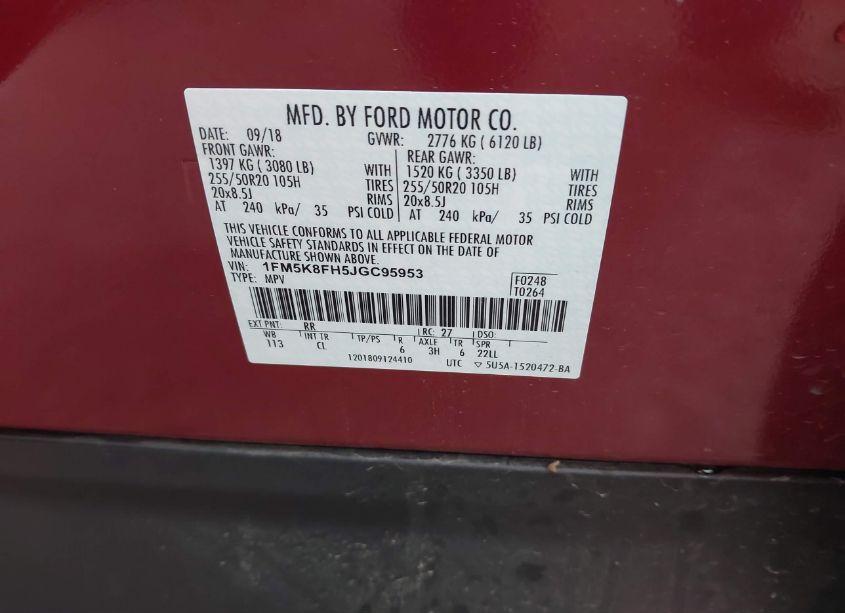 MFD. BY FORD MOTOR CO.
DATE: 09/18 GVWR: 2776 KG ( 6120 LB)
FRONT GAWR: REAR GAWR:
1397 KG ( 3080 LB) WITH 1520 KG ( 3350 LB) WITH
255/50R20 105H TIRES 255/50R20 105H TIRES
20x8.5J RIMS 20x8.5J RIMS
AT 240 kPa/ 35 PSI COLD AT 240 kPa/ 35 PSI COLD
THIS VEHICLE CONFORMS TO ALL APPLICABLE FEDERAL MOTOR
VEHICLE SAFETY STANDARDS IN EFFECT ON THE DATE OF
MANUFACTURE SHOWN ABOVE.
VIN: 1FM5K8FH5JGC95953 F0248
TYPE: MPV T0264
EXT PNT: RR RC: 27 DSO:
WB INT TR TP/PS R AXLE TR SPR
113 CL 6 3H 6 22LL
1201809124410 UTC ▽ 5U5A-1520472-BA